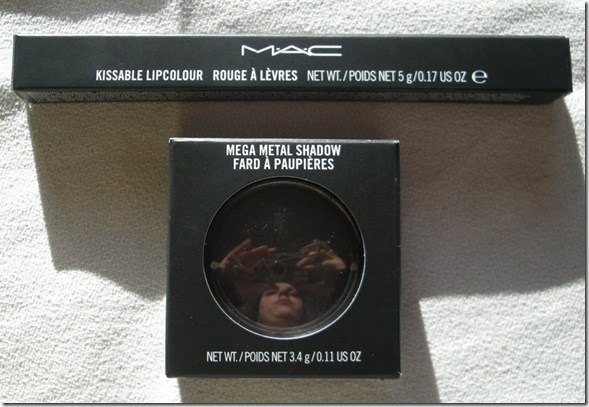 M·A·C
KISSABLE LIPCOLOUR ROUGE À LÈVRES NET WT./POIDS NET 5 g/0.17 US OZ ℮
MEGA METAL SHADOW
FARD À PAUPIÈRES
NET WT./POIDS NET 3.4 g/0.11 US OZ